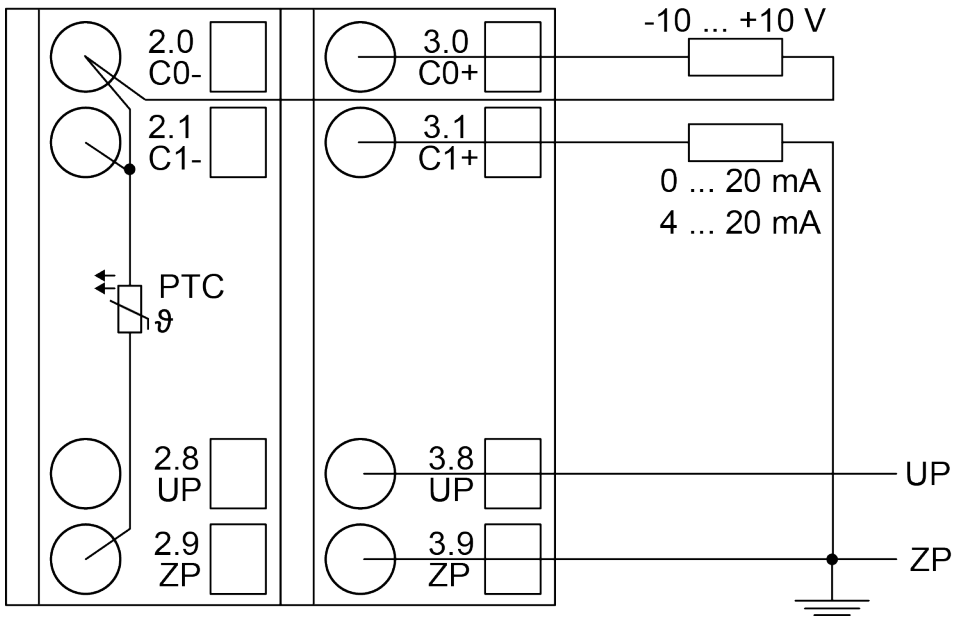 -10 ... +10 V
2.0
C0-
3.0
C0+
2.1
C1-
3.1
C1+
0 ... 20 mA
4 ... 20 mA
PTC
ϑ
2.8
UP
3.8
UP
UP
2.9
ZP
3.9
ZP
ZP